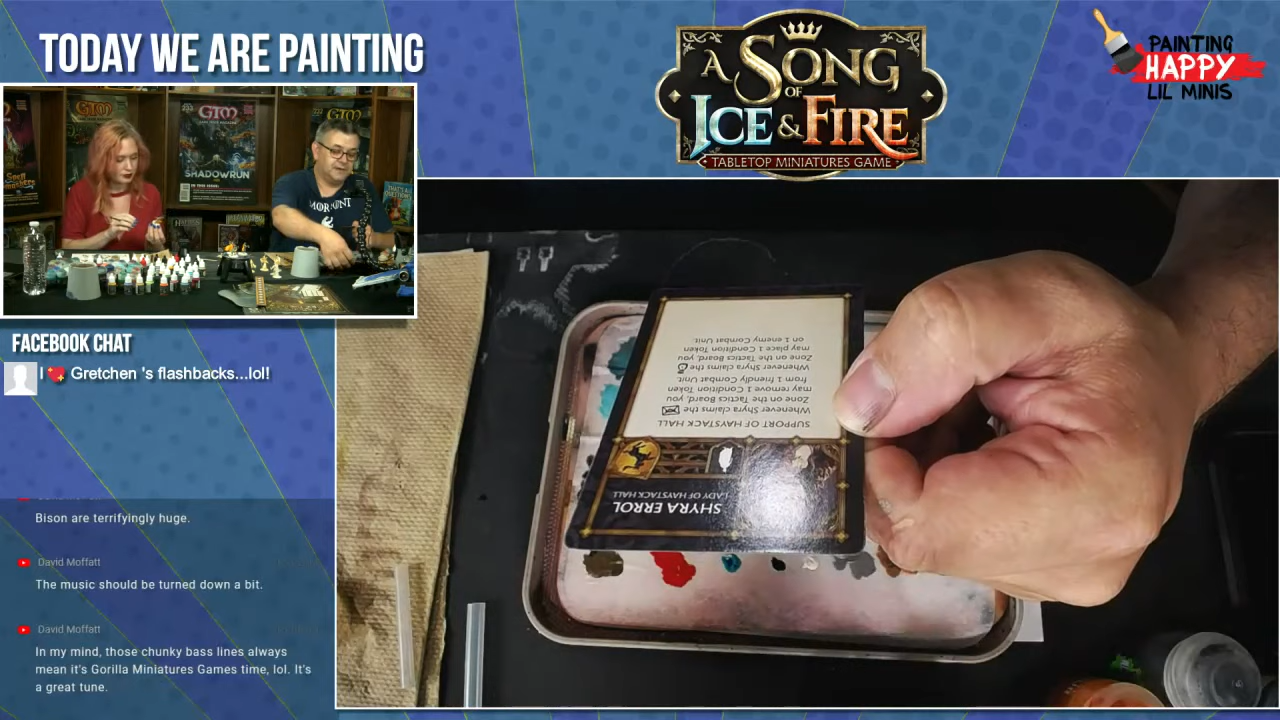 TODAY WE ARE PAINTING
A SONG
OF
ICE & FIRE
TABLETOP MINIATURES GAME
PAINTING
HAPPY
LIL MINIS
GTM
GTM
SHADOWRUN
FACEBOOK CHAT
I 💖 Gretchen 's flashbacks...lol!
Bison are terrifyingly huge.
David Moffatt
The music should be turned down a bit.
David Moffatt
In my mind, those chunky bass lines always
mean it's Gorilla Miniatures Games time, lol. It's
a great tune.
SHYRA ERROL
LADY OF HAYSTACK HALL
SUPPORT OF HAYSTACK HALL
Whenever Shyra claims the
Zone on the Tactics Board, you
may remove 1 Condition Token
from 1 friendly Combat
Unit.
Whenever Shyra claims the
Zone on the Tactics Board, you
may place 1 Condition Token
on 1 enemy Combat
Unit.